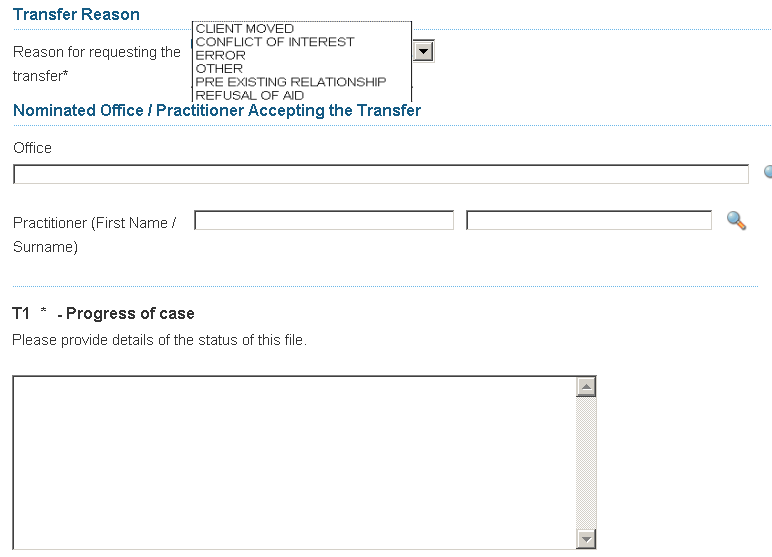 Transfer Reason
Reason for requesting the
transfer*
CLIENT MOVED
CONFLICT OF INTEREST
ERROR
OTHER
PRE EXISTING RELATIONSHIP
REFUSAL OF AID
Nominated Office / Practitioner Accepting the Transfer
Office
Practitioner (First Name /
Surname)
T1 * - Progress of case
Please provide details of the status of this file.